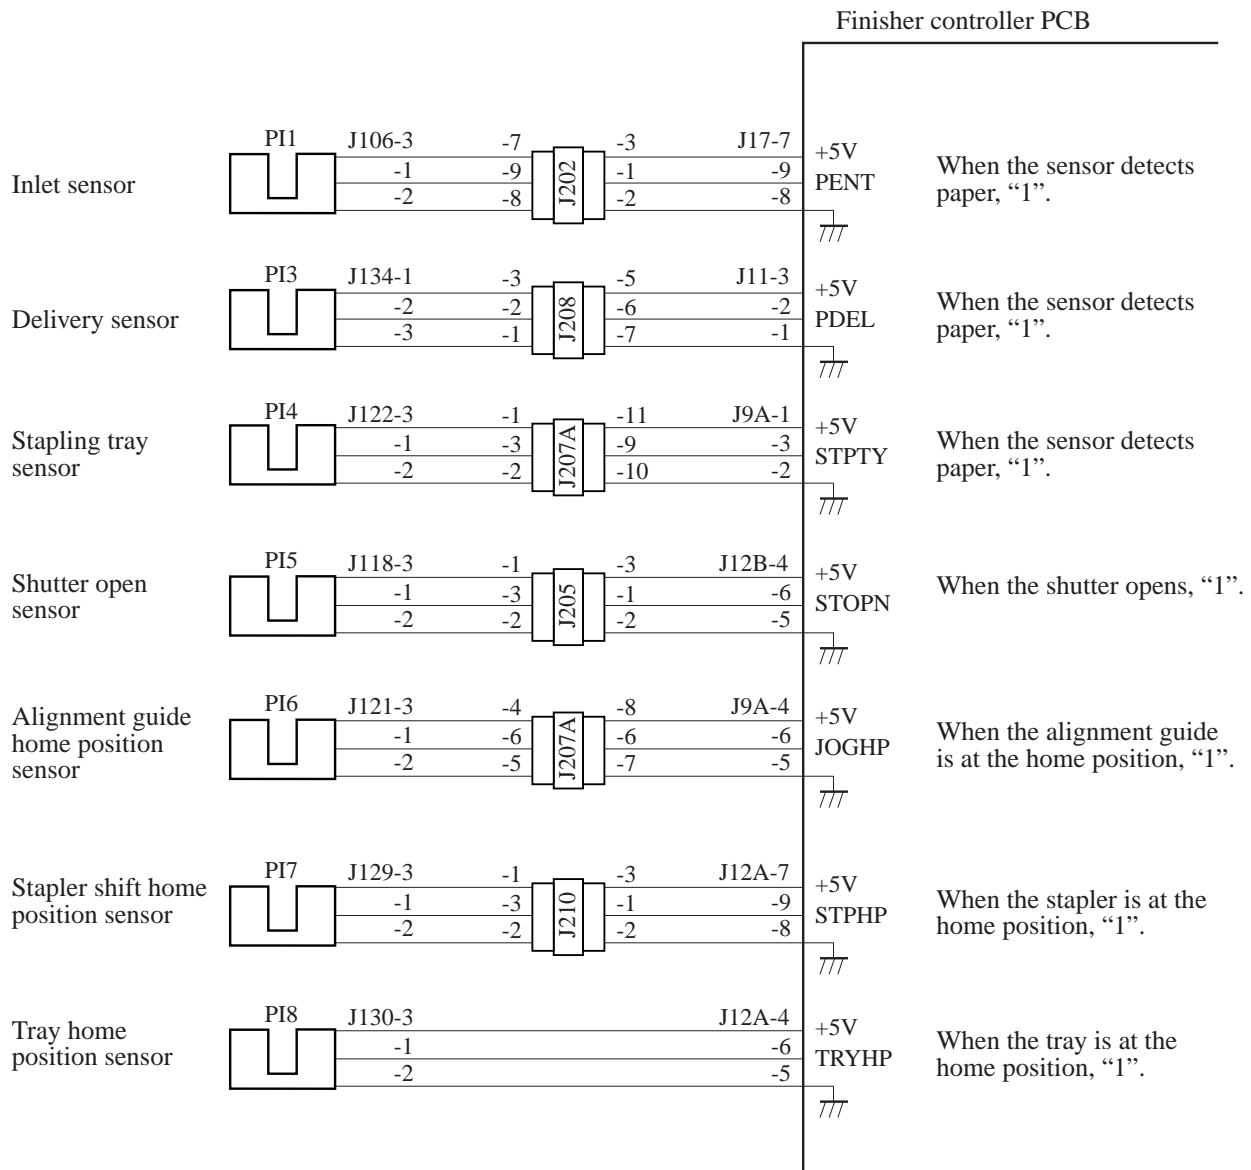 Finisher controller PCB
PI1 J106-3 -7 -3 J17-7 +5V
Inlet sensor -1 -9 J202 -1 -9 PENT When the sensor detects
-2 -8 -2 -8 paper, “1”.
PI3 J134-1 -3 -5 J11-3 +5V
Delivery sensor -2 -2 J208 -6 -2 PDEL When the sensor detects
-3 -1 -7 -1 paper, “1”.
PI4 J122-3 -1 -11 J9A-1 +5V
Stapling tray -1 -3 J207A -9 -3 STPTY When the sensor detects
sensor -2 -2 -10 -2 paper, “1”.
PI5 J118-3 -1 -3 J12B-4 +5V
Shutter open -1 -3 J205 -1 -6 STOPN When the shutter opens, “1”.
sensor -2 -2 -2 -5
PI6 J121-3 -4 -8 J9A-4 +5V
Alignment guide
home position -1 -6 J207A -6 -6 JOGHP When the alignment guide
sensor -2 -5 -7 -5 is at the home position, “1”.
PI7 J129-3 -1 -3 J12A-7 +5V
Stapler shift home -1 -3 J210 -1 -9 STPHP When the stapler is at the
position sensor -2 -2 -2 -8 home position, “1”.
PI8 J130-3 J12A-4 +5V
Tray home -1 -6 TRYHP When the tray is at the
position sensor -2 -5 home position, “1”.